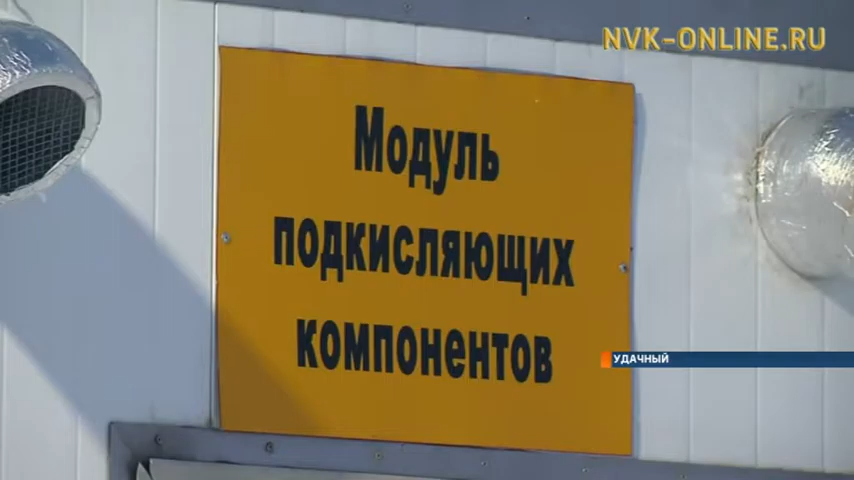 NVK-ONLINE.RU
Модуль
подкисляющих
компонентов
УДАЧНЫЙ